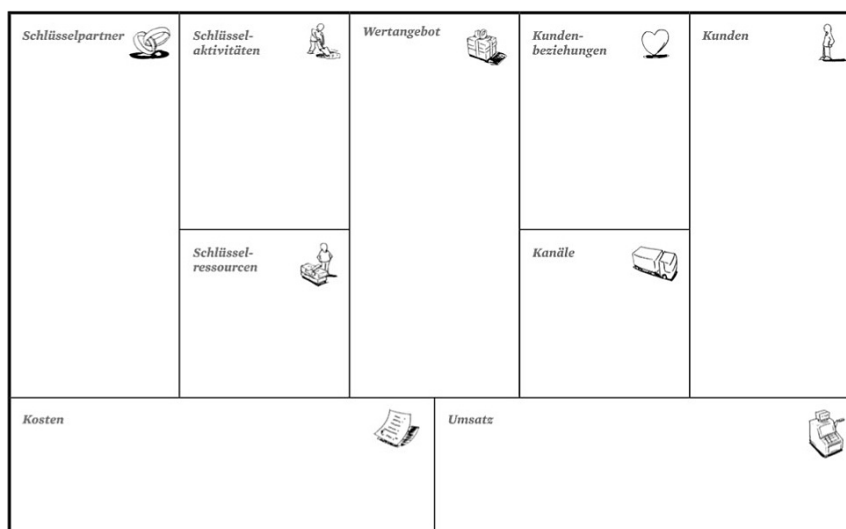 Schlüsselpartner
Schlüssel-
aktivitäten
Wertangebot
Kunden-
beziehungen
Kunden
Schlüssel-
ressourcen
Kanäle
Kosten
Umsatz